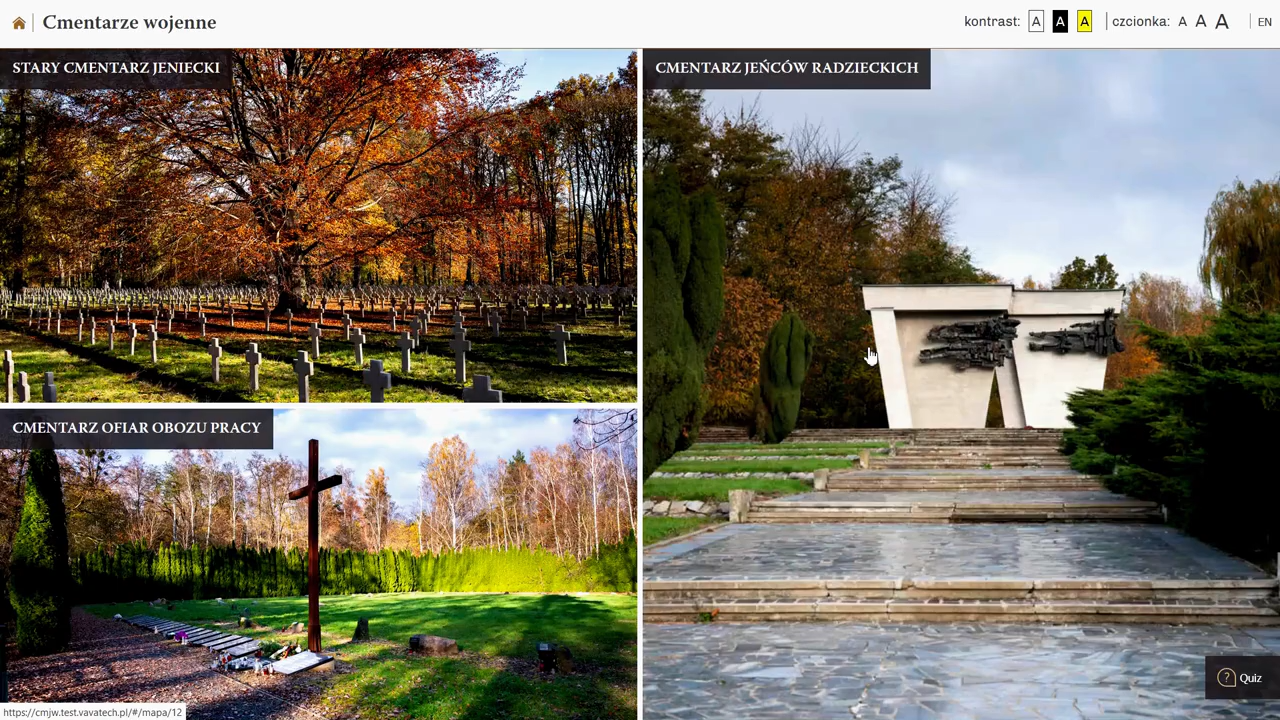 Cmentarze wojenne
kontrast: A A A czcionka: A A A EN
STARY CMENTARZ JENIECKI
CMENTARZ JEŃCÓW RADZIECKICH
CMENTARZ OFIAR OBOZU PRACY
? Quiz
https://cmjw.test.vavatech.pl/#/mapa/12